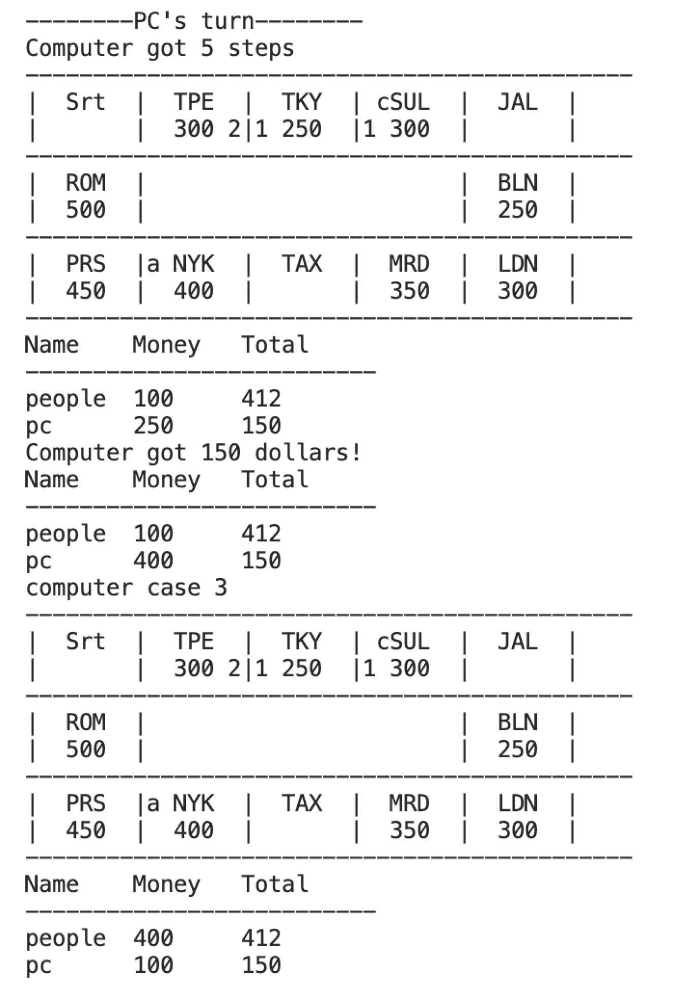 --------PC's turn--------
Computer got 5 steps
---------------------------------------------
|  Srt  |  TPE  |  TKY  | cSUL  |  JAL  |
|       |  300 2|1 250  |1 300  |       |
---------------------------------------------
|  ROM  |                       |  BLN  |
|  500  |                       |  250  |
---------------------------------------------
|  PRS  |a NYK  |  TAX  |  MRD  |  LDN  |
|  450  |  400  |       |  350  |  300  |
---------------------------------------------
Name    Money   Total
--------------------------
people  100     412
pc      250     150
Computer got 150 dollars!
Name    Money   Total
--------------------------
people  100     412
pc      400     150
computer case 3
---------------------------------------------
|  Srt  |  TPE  |  TKY  | cSUL  |  JAL  |
|       |  300 2|1 250  |1 300  |       |
---------------------------------------------
|  ROM  |                       |  BLN  |
|  500  |                       |  250  |
---------------------------------------------
|  PRS  |a NYK  |  TAX  |  MRD  |  LDN  |
|  450  |  400  |       |  350  |  300  |
---------------------------------------------
Name    Money   Total
--------------------------
people  400     412
pc      100     150